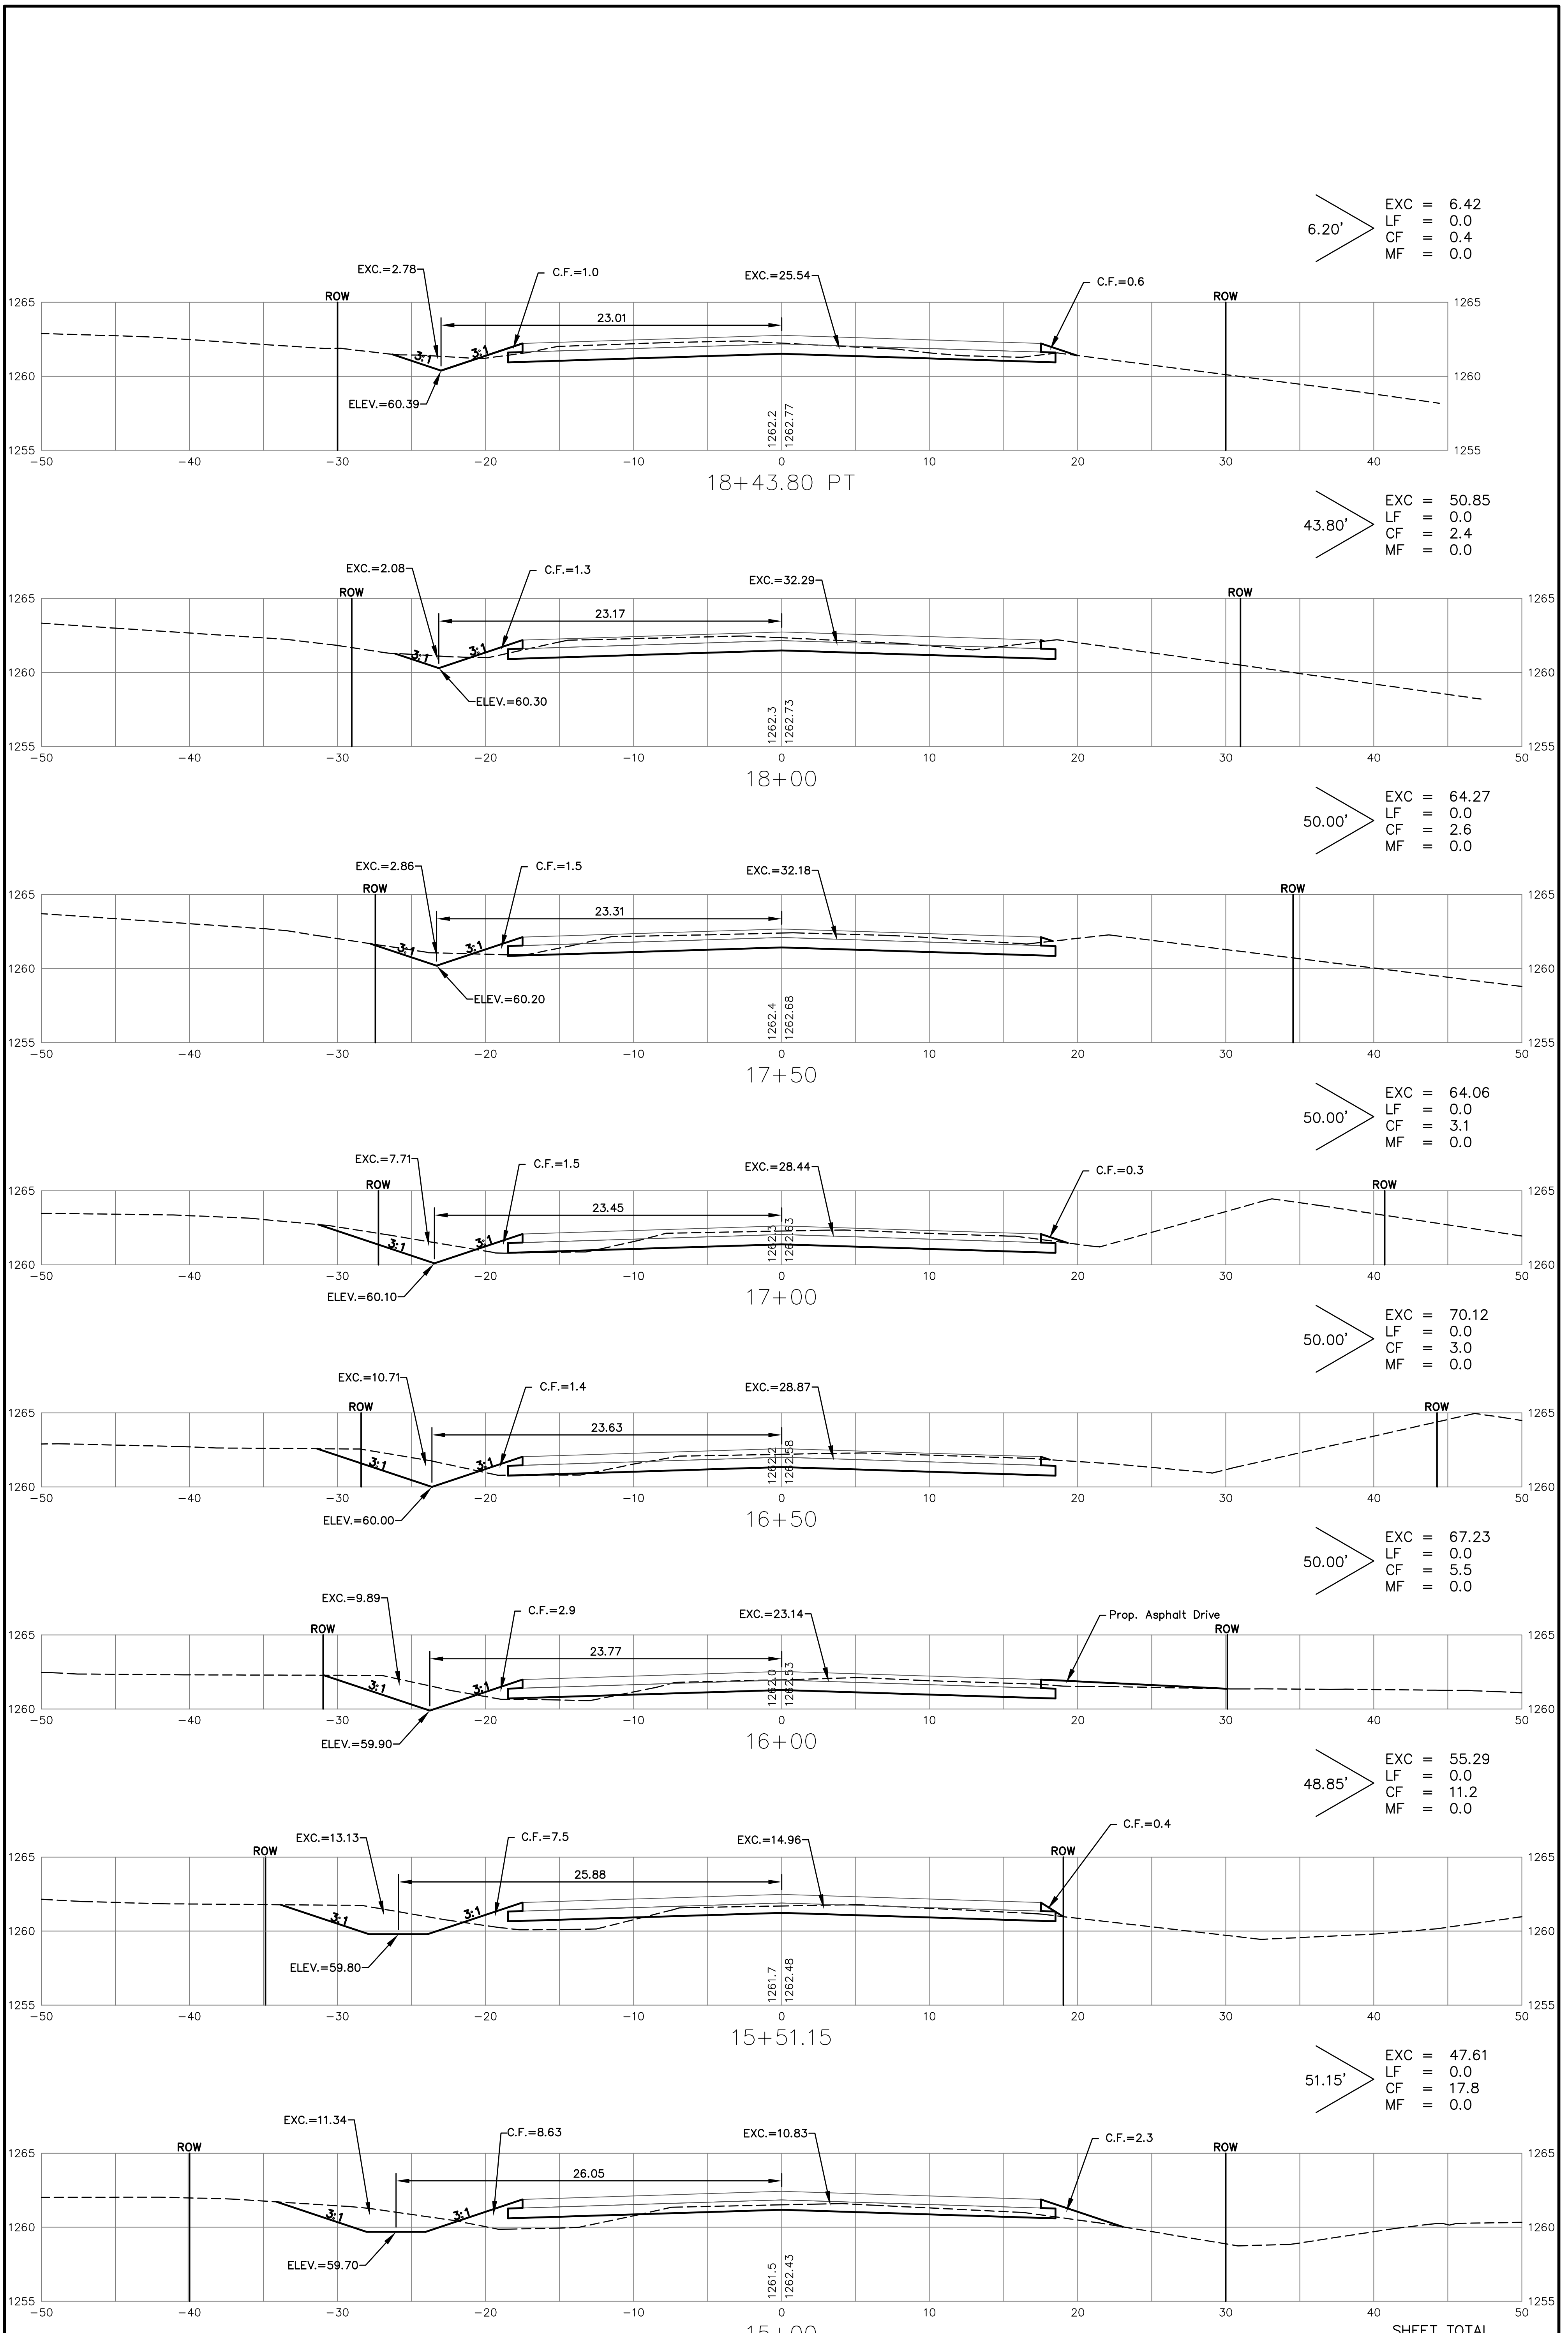 6.20'
EXC = 6.42
LF = 0.0
CF = 0.4
MF = 0.0
EXC.=2.78
C.F.=1.0
EXC.=25.54
C.F.=0.6
1265 ROW ROW 1265
23.01
3:1 3:1
1260 1260
ELEV.=60.39
1262.2
1262.77
1255 1255
-50 -40 -30 -20 -10 0 10 20 30 40
18+43.80 PT
43.80'
EXC = 50.85
LF = 0.0
CF = 2.4
MF = 0.0
EXC.=2.08
C.F.=1.3
EXC.=32.29
1265 ROW ROW 1265
23.17
3:1 3:1
1260 1260
ELEV.=60.30
1262.3
1262.73
1255 1255
-50 -40 -30 -20 -10 0 10 20 30 40 50
18+00
50.00'
EXC = 64.27
LF = 0.0
CF = 2.6
MF = 0.0
EXC.=2.86
C.F.=1.5
EXC.=32.18
1265 ROW ROW 1265
23.31
3:1 3:1
1260 1260
ELEV.=60.20
1262.4
1262.68
1255 1255
-50 -40 -30 -20 -10 0 10 20 30 40 50
17+50
50.00'
EXC = 64.06
LF = 0.0
CF = 3.1
MF = 0.0
EXC.=7.71
C.F.=1.5
EXC.=28.44
C.F.=0.3
1265 ROW ROW 1265
23.45
3:1 3:1
1262.3
1262.63
1260 1260
-50 -40 -30 -20 -10 0 10 20 30 40 50
ELEV.=60.10
17+00
50.00'
EXC = 70.12
LF = 0.0
CF = 3.0
MF = 0.0
EXC.=10.71
C.F.=1.4
EXC.=28.87
1265 ROW ROW 1265
23.63
3:1 3:1
1262.2
1262.58
1260 1260
-50 -40 -30 -20 -10 0 10 20 30 40 50
ELEV.=60.00
16+50
50.00'
EXC = 67.23
LF = 0.0
CF = 5.5
MF = 0.0
EXC.=9.89
C.F.=2.9
EXC.=23.14
Prop. Asphalt Drive
1265 ROW ROW 1265
23.77
3:1 3:1
1262.0
1262.53
1260 1260
-50 -40 -30 -20 -10 0 10 20 30 40 50
ELEV.=59.90
16+00
48.85'
EXC = 55.29
LF = 0.0
CF = 11.2
MF = 0.0
EXC.=13.13
C.F.=7.5
EXC.=14.96
C.F.=0.4
1265 ROW ROW 1265
25.88
3:1 3:1
1260 1260
ELEV.=59.80
1261.7
1262.48
1255 1255
-50 -40 -30 -20 -10 0 10 20 30 40 50
15+51.15
51.15'
EXC = 47.61
LF = 0.0
CF = 17.8
MF = 0.0
EXC.=11.34
C.F.=8.63
EXC.=10.83
C.F.=2.3
1265 ROW ROW 1265
26.05
3:1 3:1
1260 1260
ELEV.=59.70
1261.5
1262.43
1255 1255
-50 -40 -30 -20 -10 0 10 20 30 40 50
15+00
SHEET TOTAL